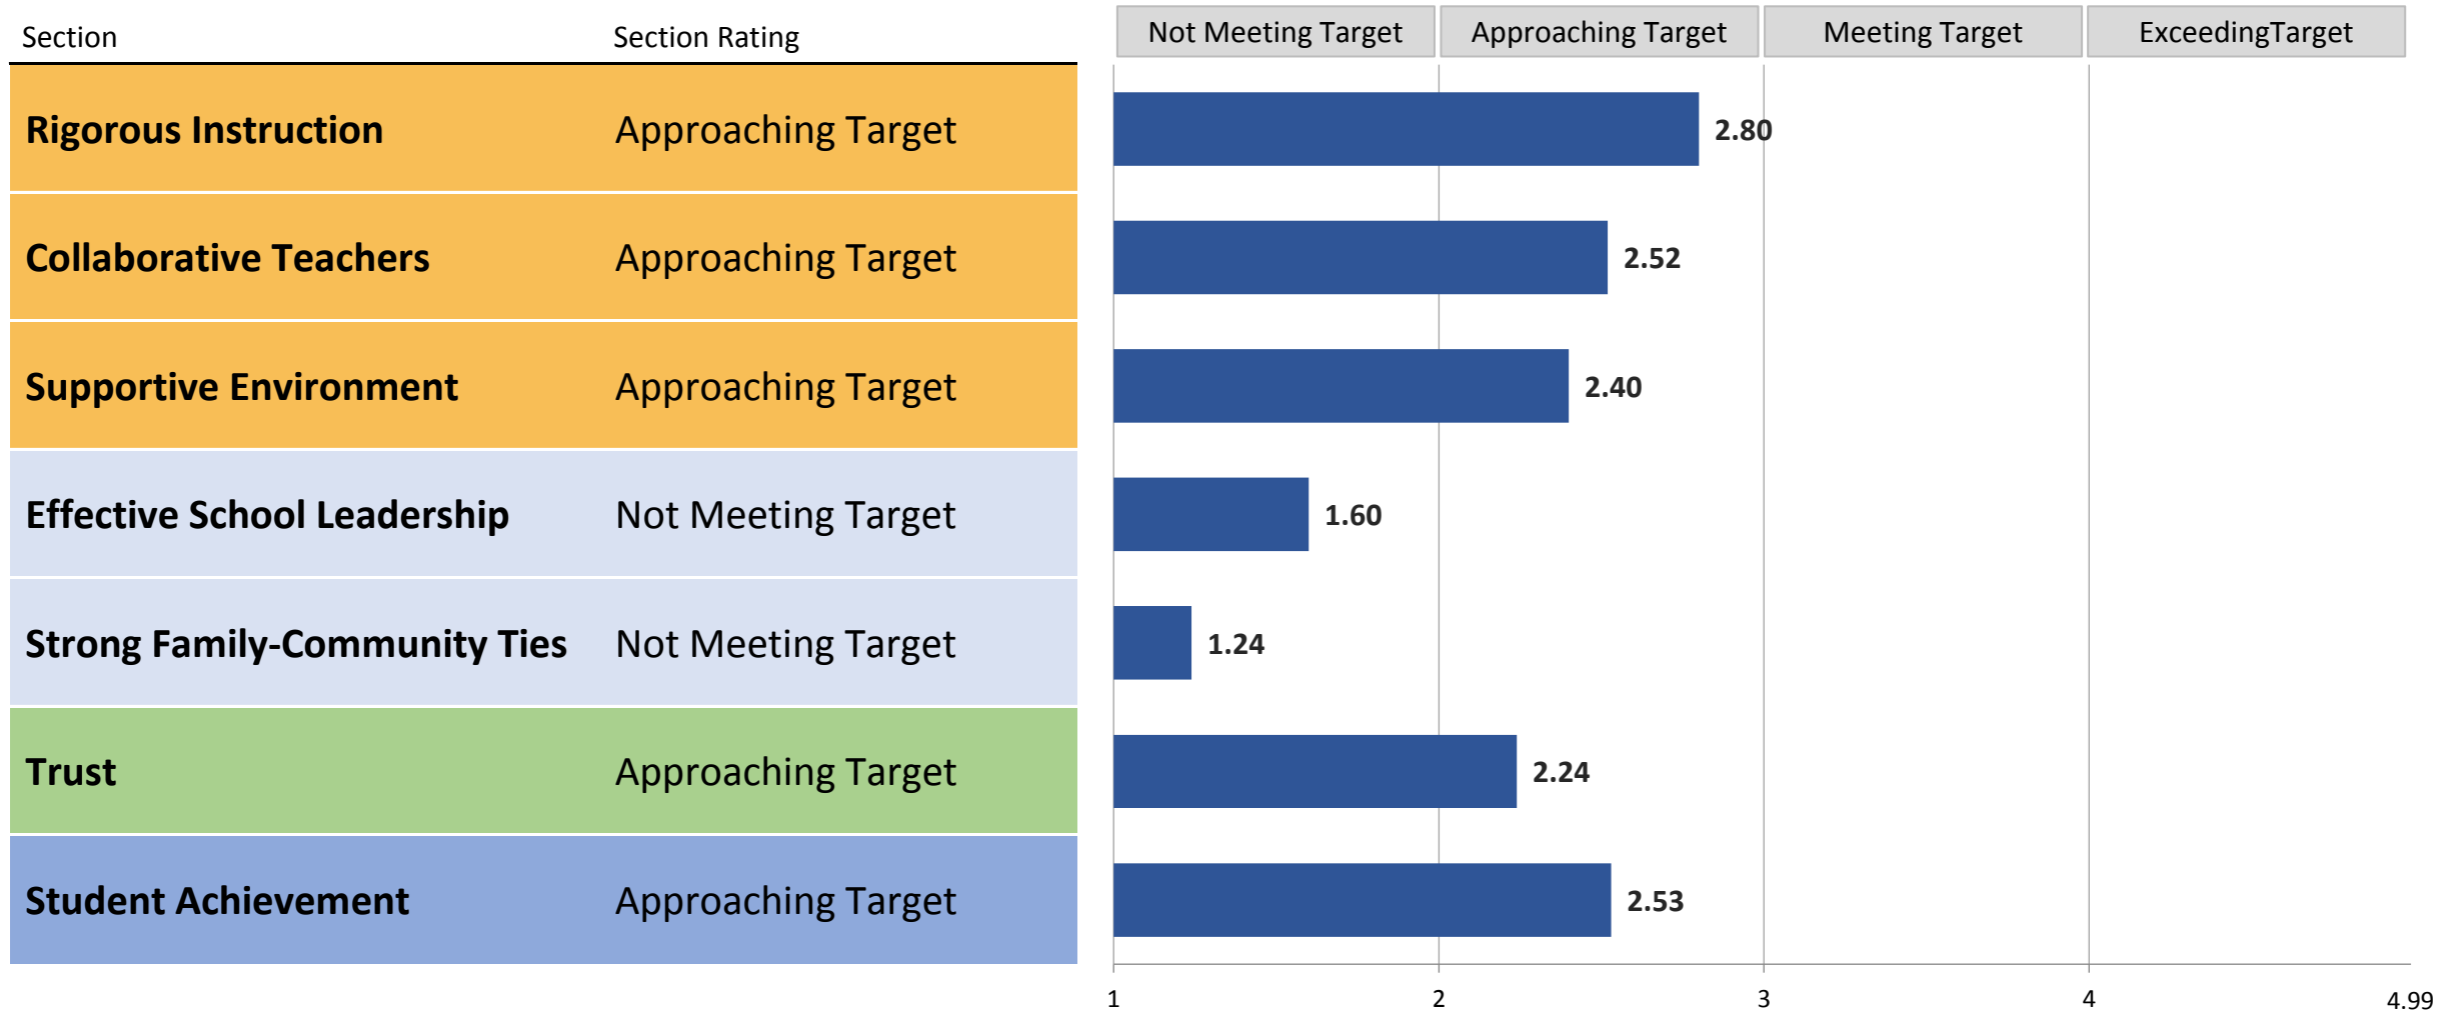 Section Section Rating Not Meeting Target Approaching Target Meeting Target ExceedingTarget
Rigorous Instruction Approaching Target 2.80
Collaborative Teachers Approaching Target 2.52
Supportive Environment Approaching Target 2.40
Effective School Leadership Not Meeting Target 1.60
Strong Family-Community Ties Not Meeting Target 1.24
Trust Approaching Target 2.24
Student Achievement Approaching Target 2.53
1 2 3 4 4.99